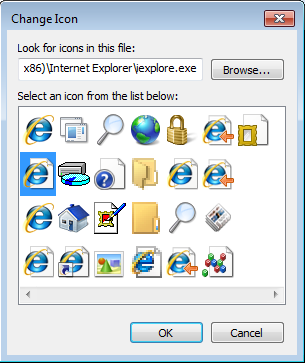 Change Icon
Look for icons in this file:
x86)\Internet Explorer\iexplore.exe
Browse...
Select an icon from the list below:
OK
Cancel